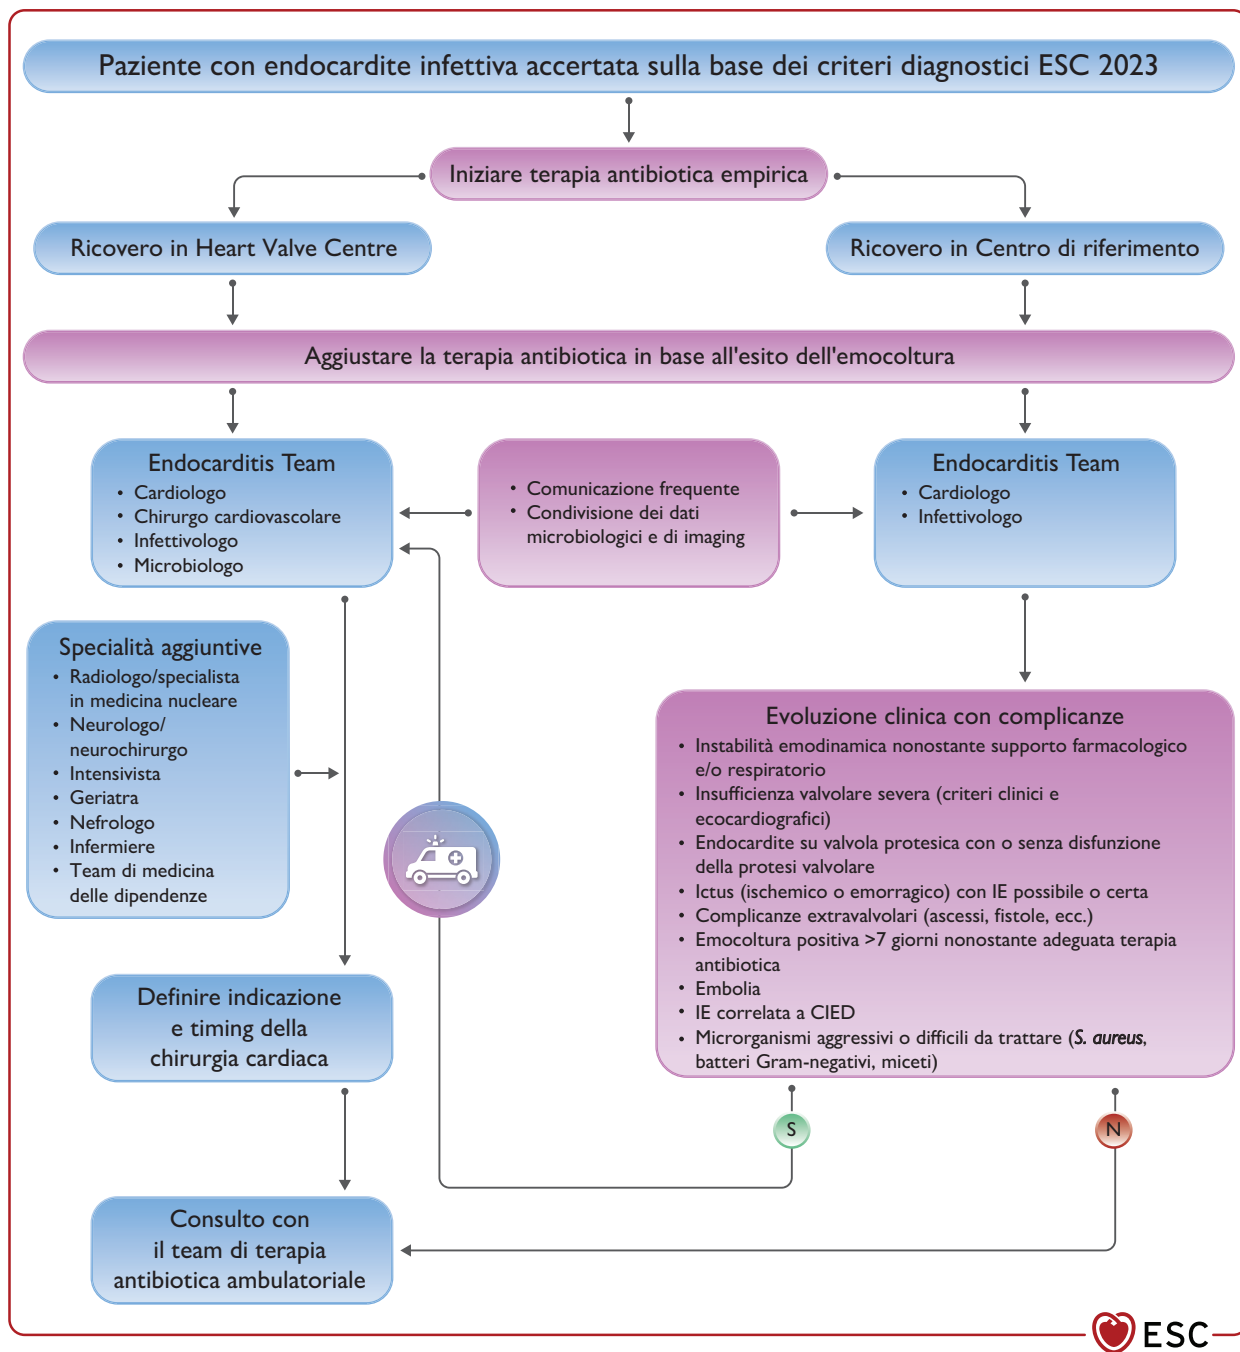 Paziente con endocardite infettiva accertata sulla base dei criteri diagnostici ESC 2023
Iniziare terapia antibiotica empirica
Ricovero in Heart Valve Centre
Ricovero in Centro di riferimento
Aggiustare la terapia antibiotica in base all'esito dell'emocoltura
Endocarditis Team
• Cardiologo
• Chirurgo cardiovascolare
• Infettivologo
• Microbiologo
• Comunicazione frequente
• Condivisione dei dati
microbiologici e di imaging
Endocarditis Team
• Cardiologo
• Infettivologo
Specialità aggiuntive
• Radiologo/specialista
in medicina nucleare
• Neurologo/
neurochirurgo
• Intensivista
• Geriatra
• Nefrologo
• Infermiere
• Team di medicina
delle dipendenze
Evoluzione clinica con complicanze
• Instabilità emodinamica nonostante supporto farmacologico
e/o respiratorio
• Insufficienza valvolare severa (criteri clinici e
ecocardiografici)
• Endocardite su valvola protesica con o senza disfunzione
della protesi valvolare
• Ictus (ischemico o emorragico) con IE possibile o certa
• Complicanze extravalvolari (ascessi, fistole, ecc.)
• Emocoltura positiva >7 giorni nonostante adeguata terapia
antibiotica
• Embolia
• IE correlata a CIED
• Microrganismi aggressivi o difficili da trattare (S. aureus,
batteri Gram-negativi, miceti)
S
N
Definire indicazione
e timing della
chirurgia cardiaca
Consulto con
il team di terapia
antibiotica ambulatoriale
ESC